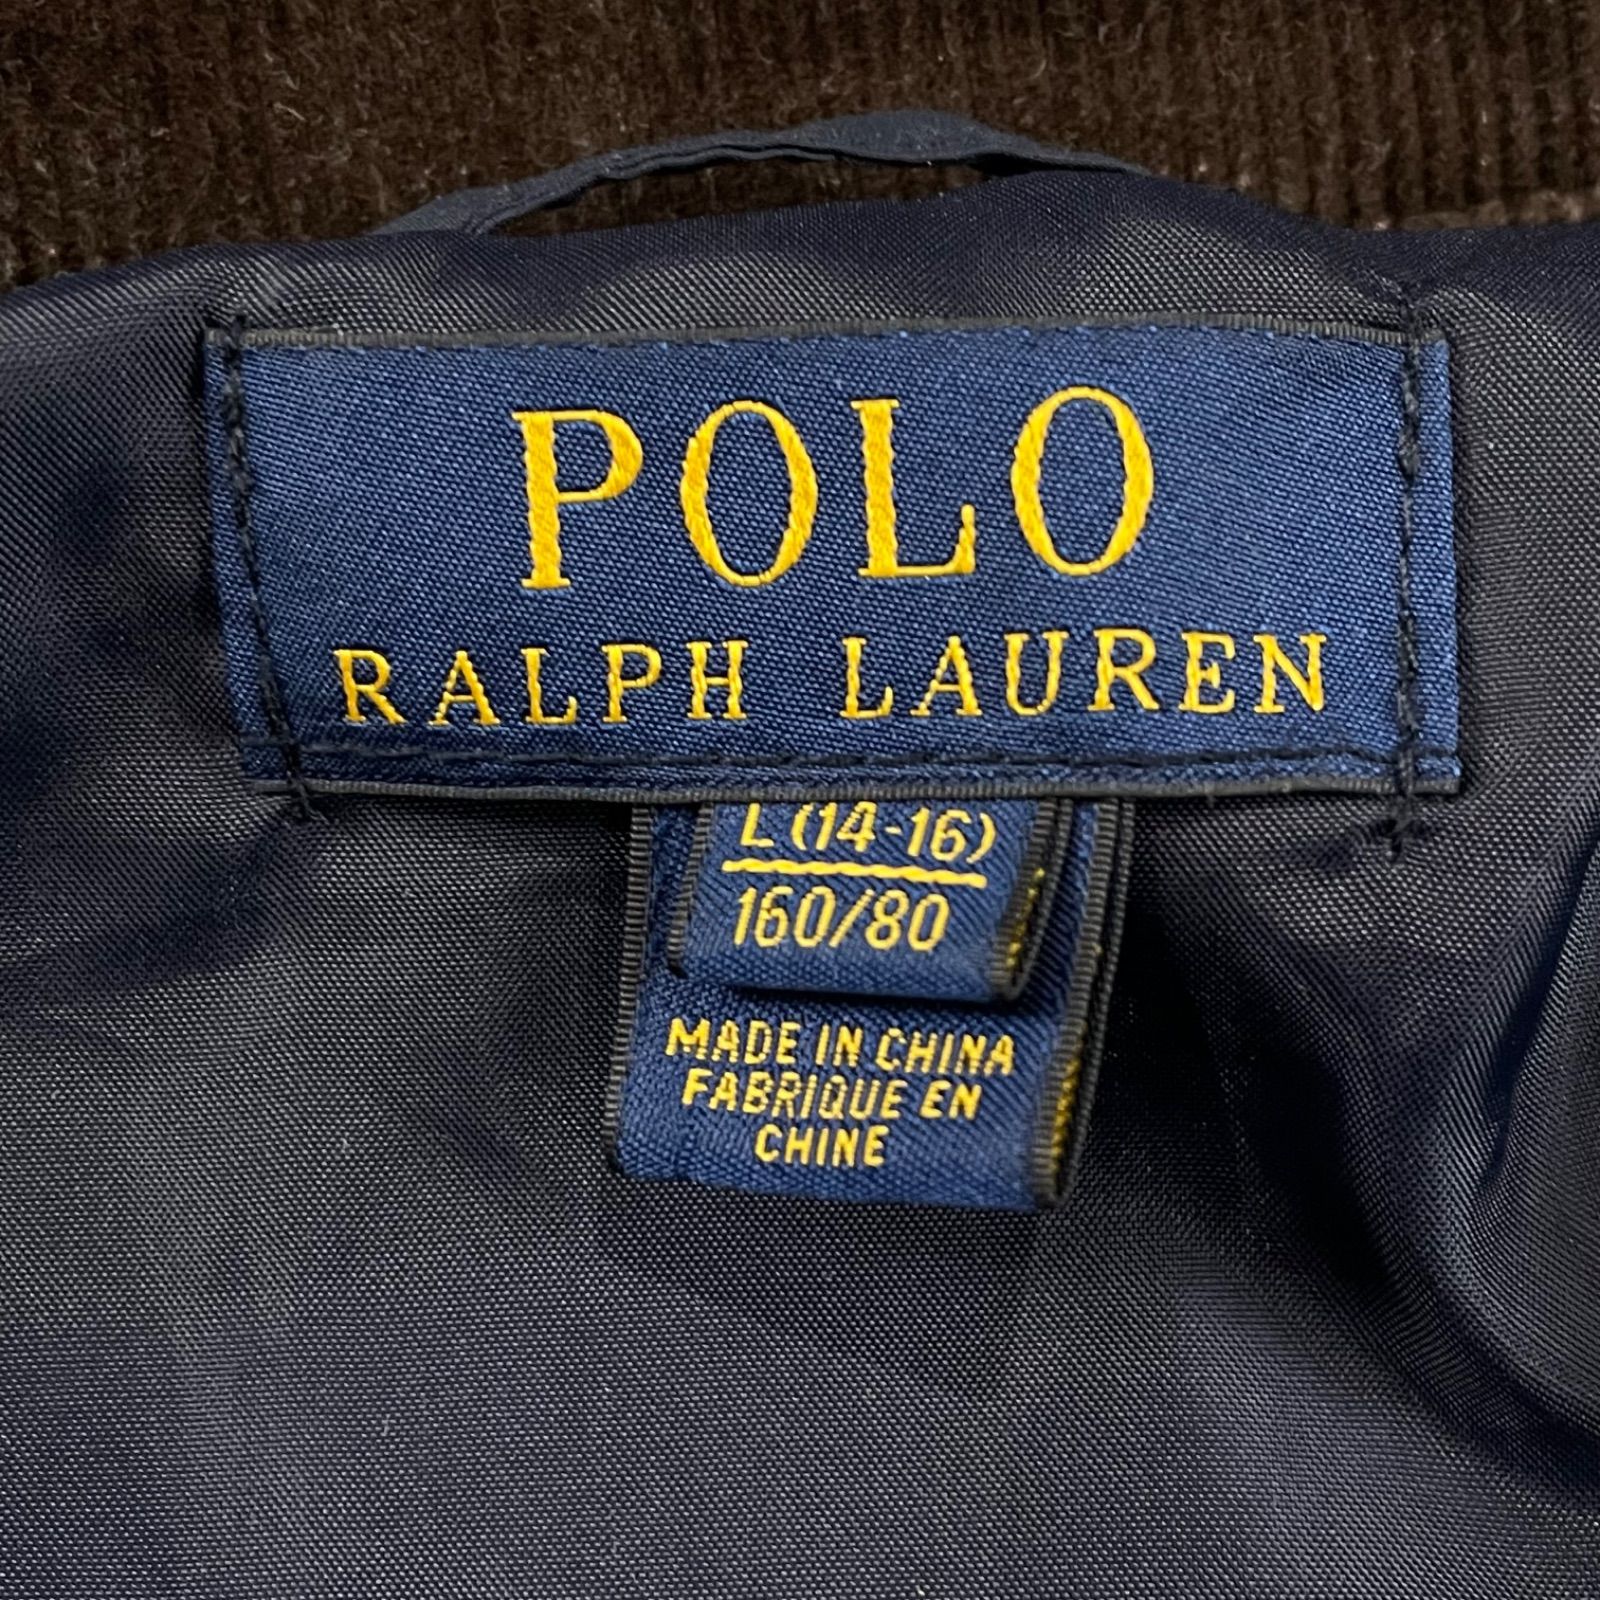 POLO
RALPH LAUREN
L (14-16)
160/80
MADE IN CHINA
FABRIQUE EN
CHINE